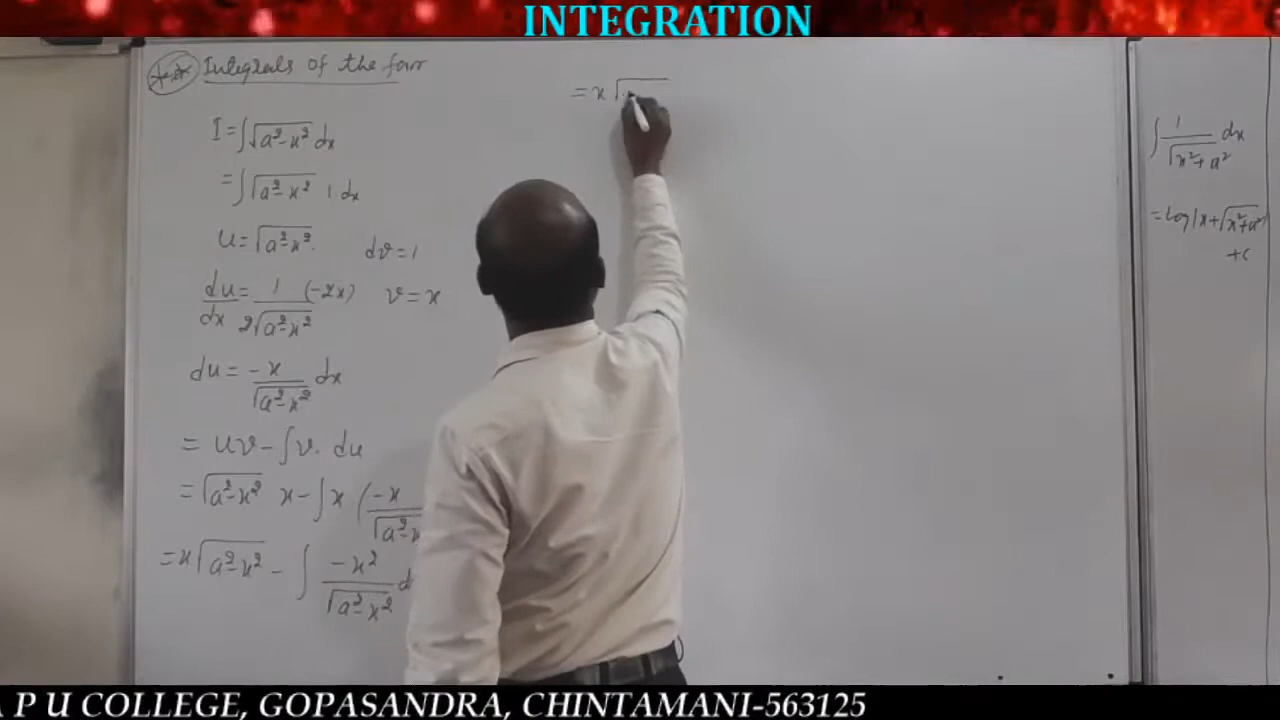 INTEGRATION
Integrals of the form
I = ∫√(a²-x²) dx
= ∫√(a²-x²) 1 dx
u = √(a²-x²). dv = 1
du/dx = 1/(2√(a²-x²)) (-2x) v = x
du = -x/√(a²-x²) dx
= uv - ∫v. du
= √(a²-x²) x - ∫x (-x/√(a²-x
= x√(a²-x²) - ∫ -x²/√(a²-x²) d
= x√
∫ 1/√(x²+a²) dx
= log|x+√(x²+a²)|
+c
A P U COLLEGE, GOPASANDRA, CHINTAMANI-563125